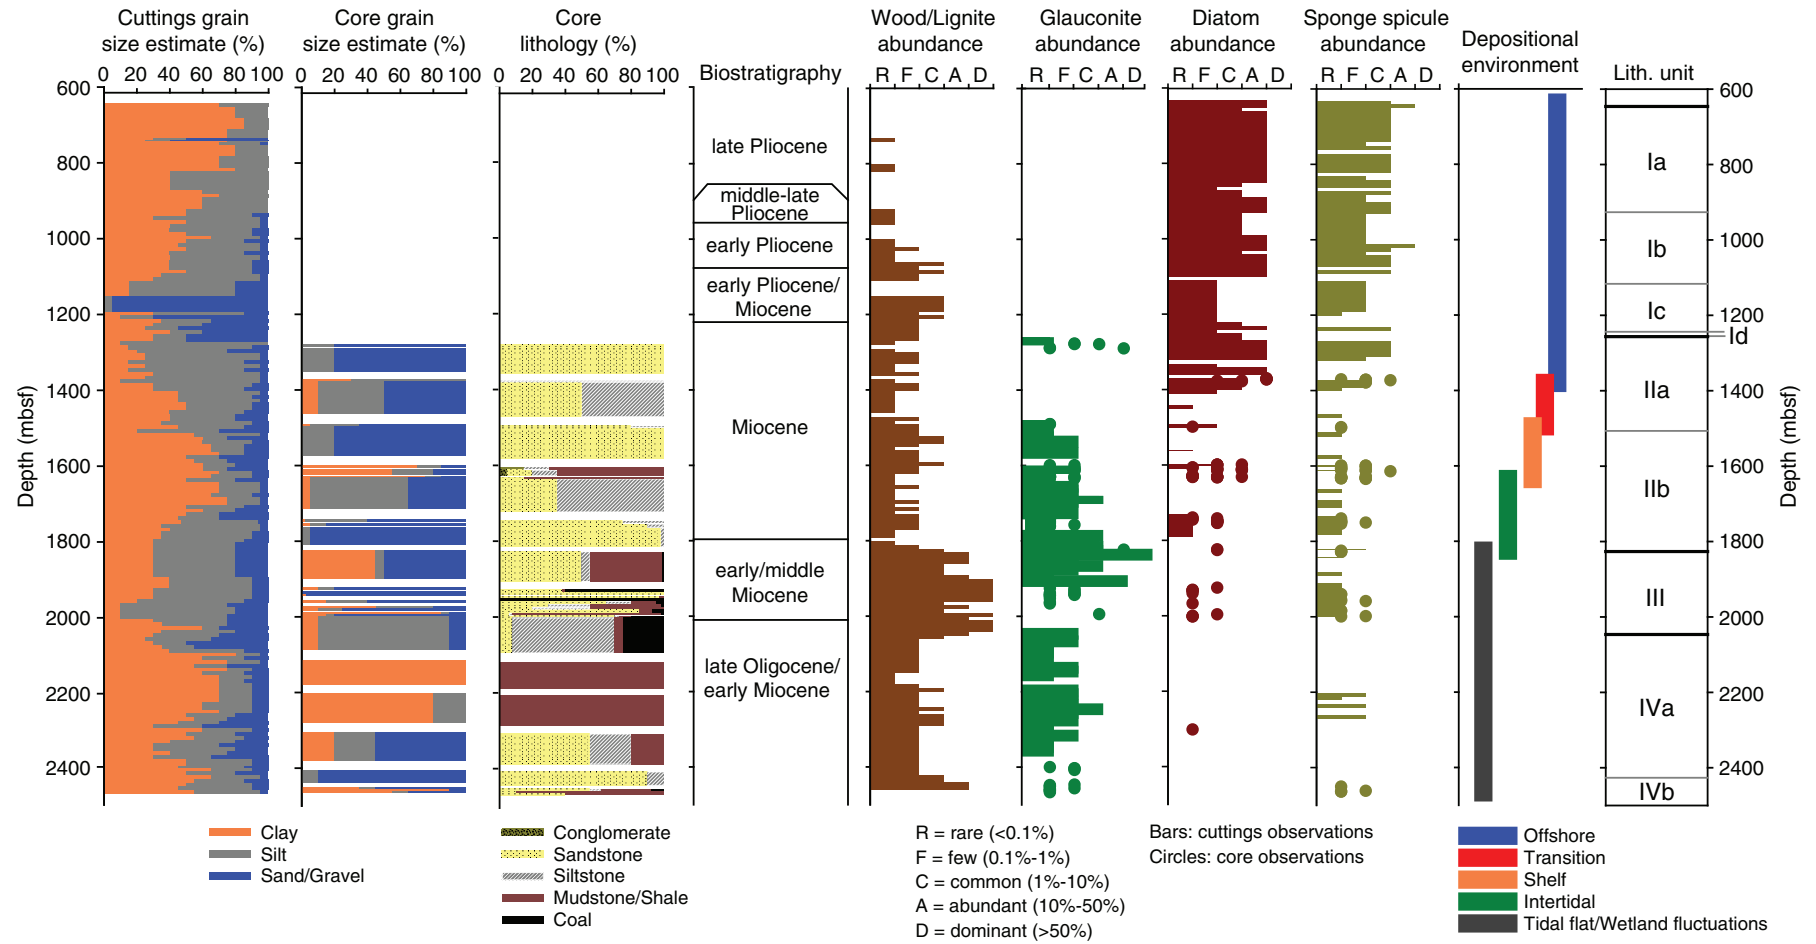 Cuttings grain
size estimate (%)
0 20 40 60 80 100
Core grain
size estimate (%)
0 20 40 60 80 100
Core
lithology (%)
0 20 40 60 80 100
Biostratigraphy
Wood/Lignite
abundance
R F C A D
Glauconite
abundance
R F C A D
Diatom
abundance
R F C A D
Sponge spicule
abundance
R F C A D
Depositional
environment
Lith. unit
Depth (mbsf)
600
800
1000
1200
1400
1600
1800
2000
2200
2400
late Pliocene
middle-late
Pliocene
early Pliocene
early Pliocene/
Miocene
Miocene
early/middle
Miocene
late Oligocene/
early Miocene
Ia
Ib
Ic
Id
IIa
IIb
III
IVa
IVb
600
800
1000
1200
1400
1600
1800
2000
2200
2400
Depth (mbsf)
Clay
Silt
Sand/Gravel
Conglomerate
Sandstone
Siltstone
Mudstone/Shale
Coal
R = rare (<0.1%)
F = few (0.1%-1%)
C = common (1%-10%)
A = abundant (10%-50%)
D = dominant (>50%)
Bars: cuttings observations
Circles: core observations
Offshore
Transition
Shelf
Intertidal
Tidal flat/Wetland fluctuations